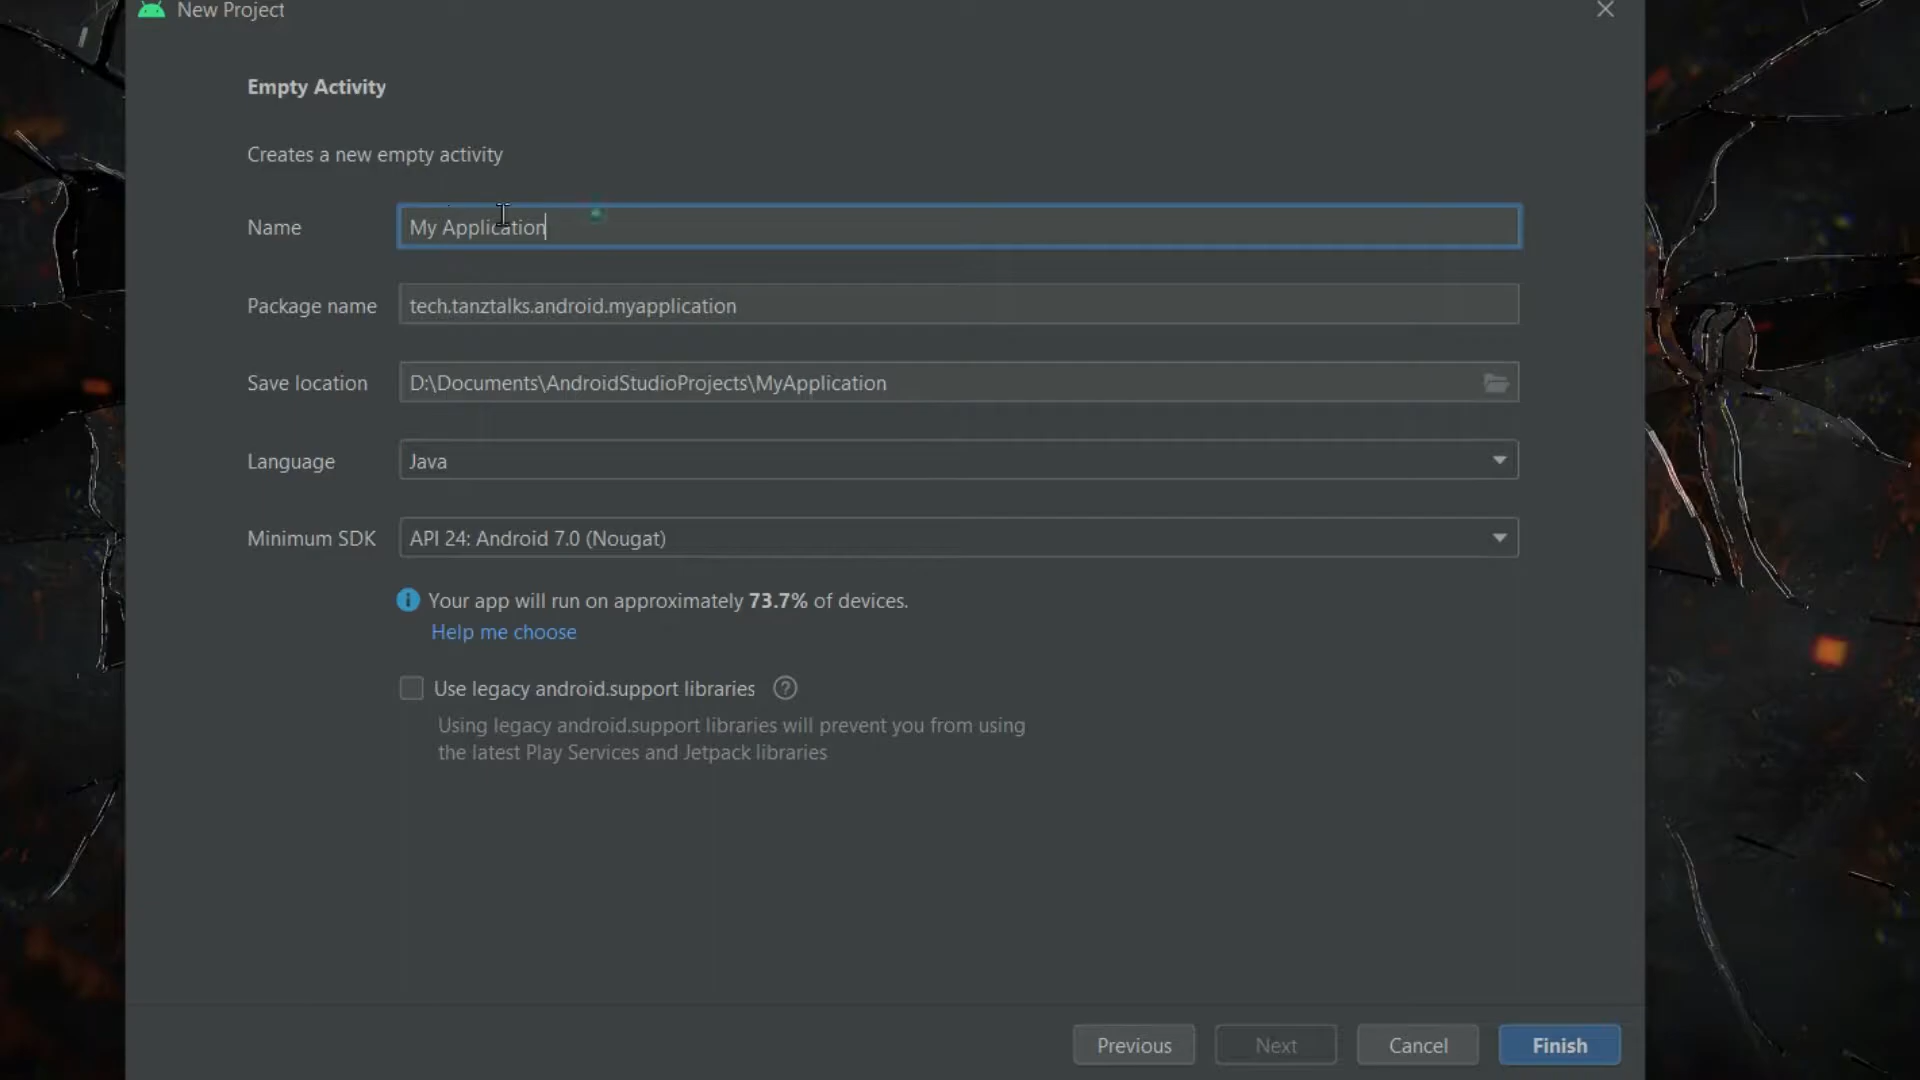 New Project
Empty Activity
Creates a new empty activity
Name My Application
Package name tech.tanztalks.android.myapplication
Save location D:\Documents\AndroidStudioProjects\MyApplication
Language Java
Minimum SDK API 24: Android 7.0 (Nougat)
Your app will run on approximately 73.7% of devices.
Help me choose
Use legacy android.support libraries
Using legacy android.support libraries will prevent you from using
the latest Play Services and Jetpack libraries
Previous Next Cancel Finish